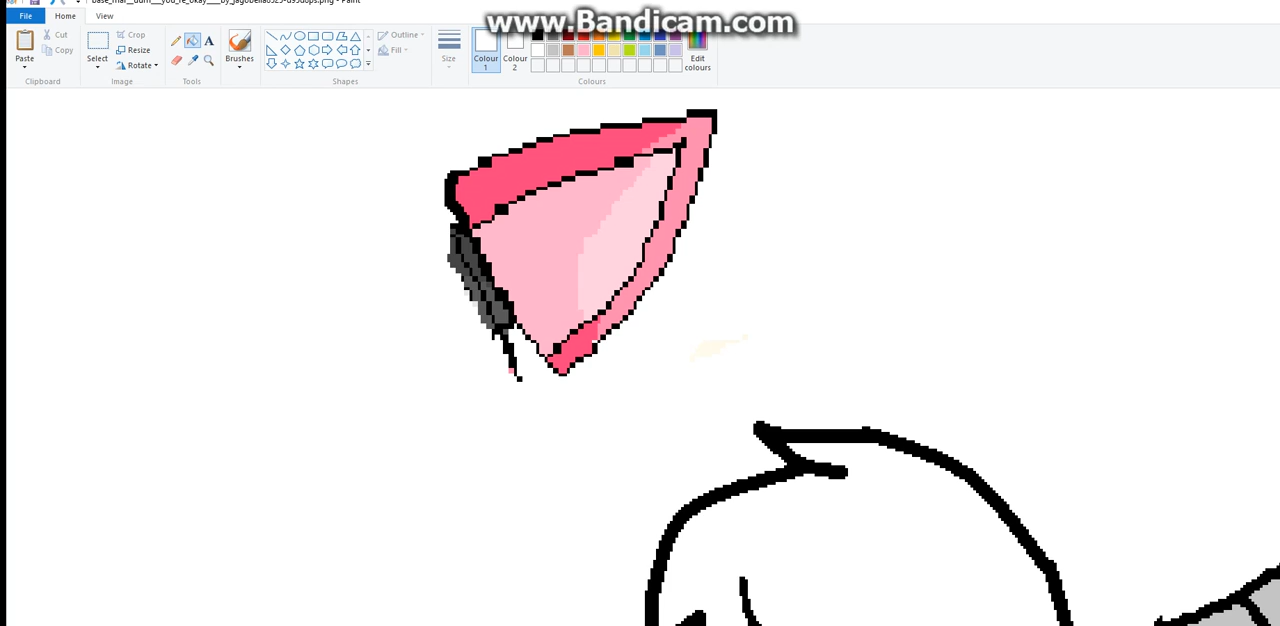 base_mar__dum___you_re_okay____by_jagobella
www.Bandicam.com
File
Home
View
Paste
Cut
Copy
Clipboard
Select
Crop
Resize
Rotate
Image
A
Tools
Brushes
Shapes
Outline
Fill
Size
Colour
1
Colour
2
Edit
colours
Colours